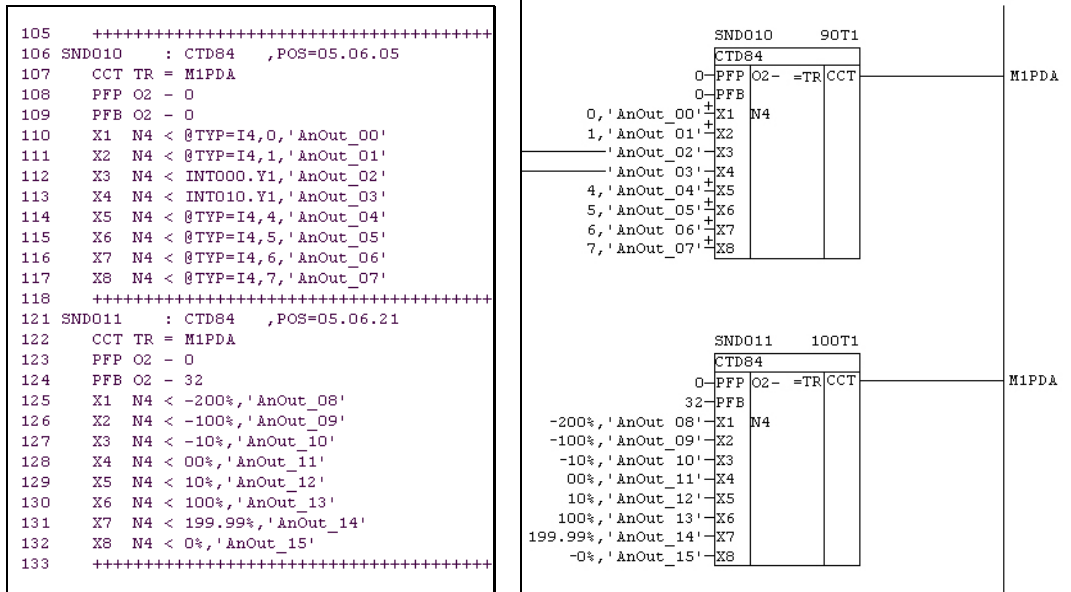 105 ++++++++++++++++++++++++++++++++++++++
106 SND010 : CTD84 ,POS=05.06.05
107 CCT TR = M1PDA
108 PFP O2 - 0
109 PFB O2 - 0
110 X1 N4 < @TYP=I4,0,'AnOut_00'
111 X2 N4 < @TYP=I4,1,'AnOut_01'
112 X3 N4 < INT000.Y1,'AnOut_02'
113 X4 N4 < INT010.Y1,'AnOut_03'
114 X5 N4 < @TYP=I4,4,'AnOut_04'
115 X6 N4 < @TYP=I4,5,'AnOut_05'
116 X7 N4 < @TYP=I4,6,'AnOut_06'
117 X8 N4 < @TYP=I4,7,'AnOut_07'
118 ++++++++++++++++++++++++++++++++++++++
121 SND011 : CTD84 ,POS=05.06.21
122 CCT TR = M1PDA
123 PFP O2 - 0
124 PFB O2 - 32
125 X1 N4 < -200%,'AnOut_08'
126 X2 N4 < -100%,'AnOut_09'
127 X3 N4 < -10%,'AnOut_10'
128 X4 N4 < 00%,'AnOut_11'
129 X5 N4 < 10%,'AnOut_12'
130 X6 N4 < 100%,'AnOut_13'
131 X7 N4 < 199.99%,'AnOut_14'
132 X8 N4 < 0%,'AnOut_15'
133 ++++++++++++++++++++++++++++++++++++++
SND010 90T1
CTD84
0 PFP O2- =TR CCT M1PDA
0 PFB
0,'AnOut_00' + X1 N4
1,'AnOut_01' + X2
'AnOut_02' X3
'AnOut_03' X4
4,'AnOut_04' + X5
5,'AnOut_05' + X6
6,'AnOut_06' + X7
7,'AnOut_07' + X8
SND011 100T1
CTD84
0 PFP O2- =TR CCT M1PDA
32 PFB
-200%,'AnOut_08' X1 N4
-100%,'AnOut_09' X2
-10%,'AnOut_10' X3
00%,'AnOut_11' X4
10%,'AnOut_12' X5
100%,'AnOut_13' X6
199.99%,'AnOut_14' X7
-0%,'AnOut_15' X8